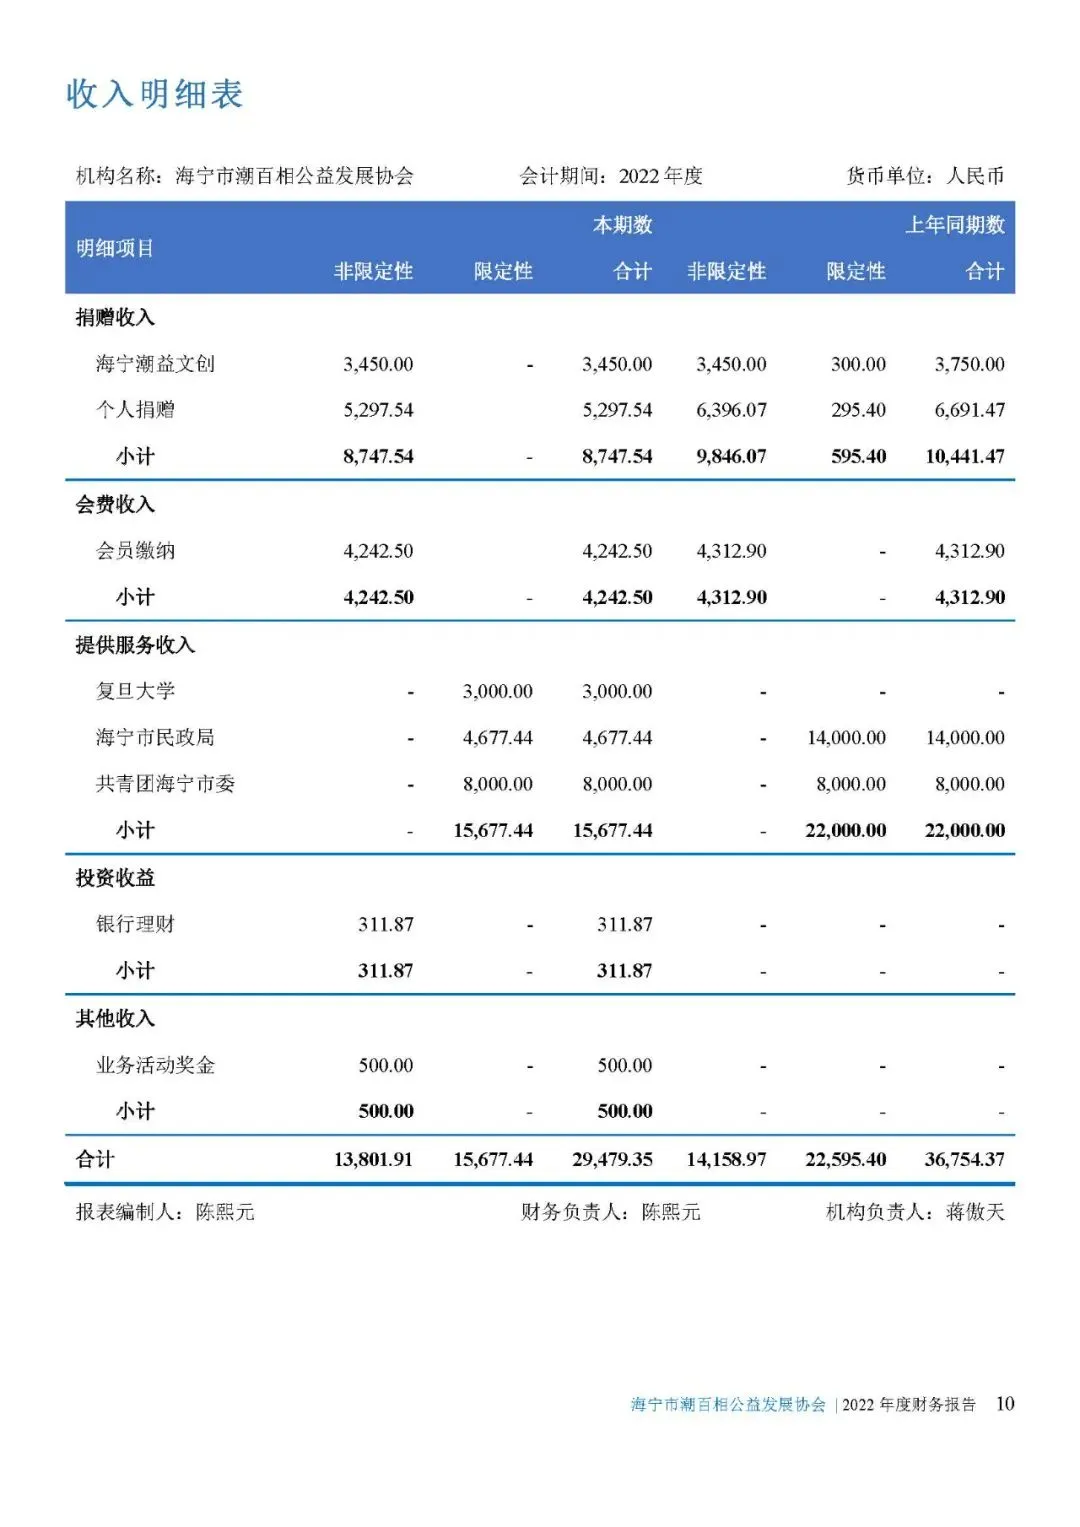 收入明细表
机构名称：海宁市潮百相公益发展协会 会计期间：2022 年度 货币单位：人民币
本期数 上年同期数
明细项目
非限定性 限定性 合计 非限定性 限定性 合计
捐赠收入
海宁潮益文创 3,450.00 - 3,450.00 3,450.00 300.00 3,750.00
个人捐赠 5,297.54 5,297.54 6,396.07 295.40 6,691.47
小计 8,747.54 - 8,747.54 9,846.07 595.40 10,441.47
会费收入
会员缴纳 4,242.50 4,242.50 4,312.90 - 4,312.90
小计 4,242.50 - 4,242.50 4,312.90 - 4,312.90
提供服务收入
复旦大学 - 3,000.00 3,000.00 - - -
海宁市民政局 - 4,677.44 4,677.44 - 14,000.00 14,000.00
共青团海宁市委 - 8,000.00 8,000.00 - 8,000.00 8,000.00
小计 - 15,677.44 15,677.44 - 22,000.00 22,000.00
投资收益
银行理财 311.87 - 311.87 - - -
小计 311.87 - 311.87 - - -
其他收入
业务活动奖金 500.00 - 500.00 - - -
小计 500.00 - 500.00 - - -
合计 13,801.91 15,677.44 29,479.35 14,158.97 22,595.40 36,754.37
报表编制人：陈熙元 财务负责人：陈熙元 机构负责人：蒋傲天
海宁市潮百相公益发展协会 | 2022 年度财务报告 10